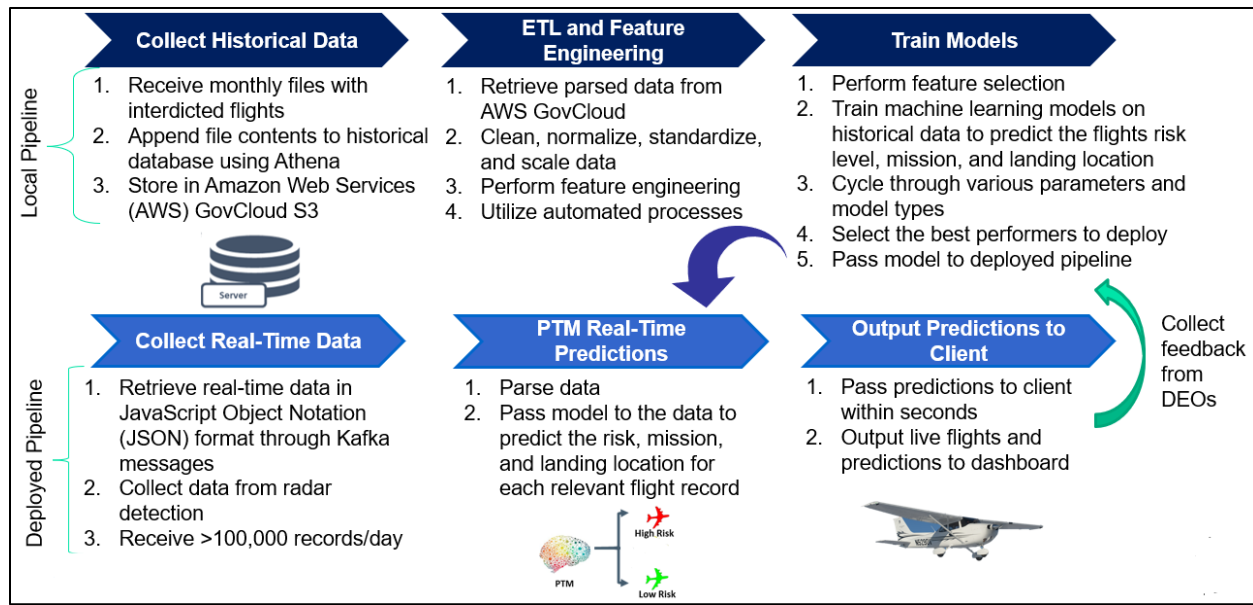 Local Pipeline
Collect Historical Data
1. Receive monthly files with
interdicted flights
2. Append file contents to historical
database using Athena
3. Store in Amazon Web Services
(AWS) GovCloud S3
Server
ETL and Feature
Engineering
1. Retrieve parsed data from
AWS GovCloud
2. Clean, normalize, standardize,
and scale data
3. Perform feature engineering
4. Utilize automated processes
Train Models
1. Perform feature selection
2. Train machine learning models on
historical data to predict the flights risk
level, mission, and landing location
3. Cycle through various parameters and
model types
4. Select the best performers to deploy
5. Pass model to deployed pipeline
Deployed Pipeline
Collect Real-Time Data
1. Retrieve real-time data in
JavaScript Object Notation
(JSON) format through Kafka
messages
2. Collect data from radar
detection
3. Receive >100,000 records/day
PTM Real-Time
Predictions
1. Parse data
2. Pass model to the data to
predict the risk, mission,
and landing location for
each relevant flight record
PTM
High Risk
Low Risk
Output Predictions to
Client
1. Pass predictions to client
within seconds
2. Output live flights and
predictions to dashboard
Collect
feedback
from
DEOs